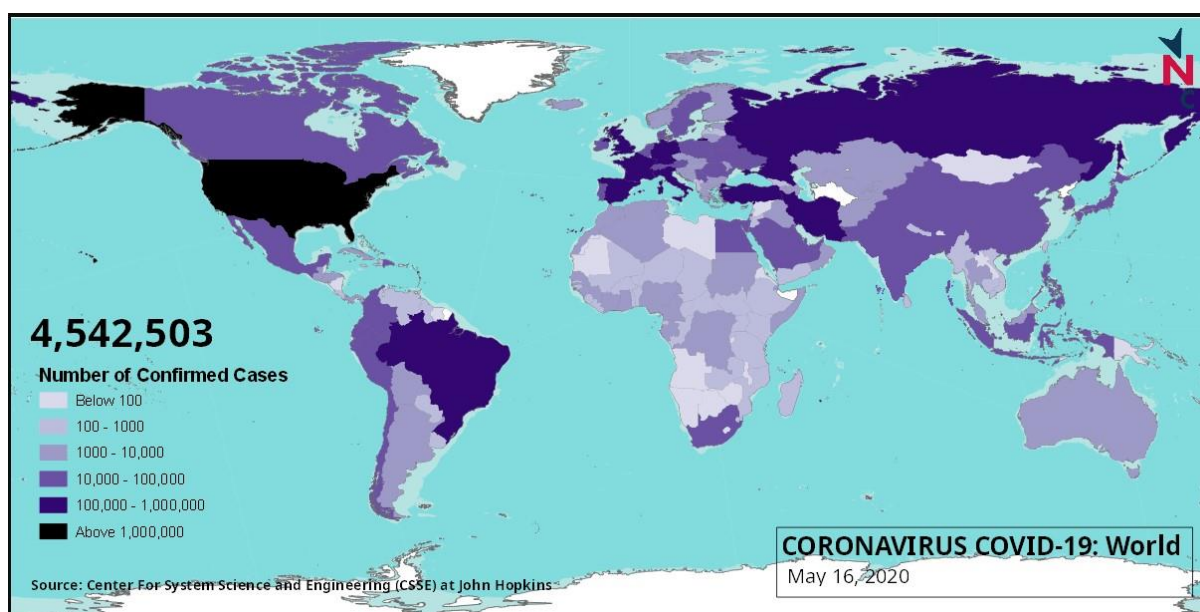 N
4,542,503
Number of Confirmed Cases
Below 100
100 - 1000
1000 - 10,000
10,000 - 100,000
100,000 - 1,000,000
Above 1,000,000
Source: Center For System Science and Engineering (CSSE) at John Hopkins
CORONAVIRUS COVID-19: World
May 16, 2020